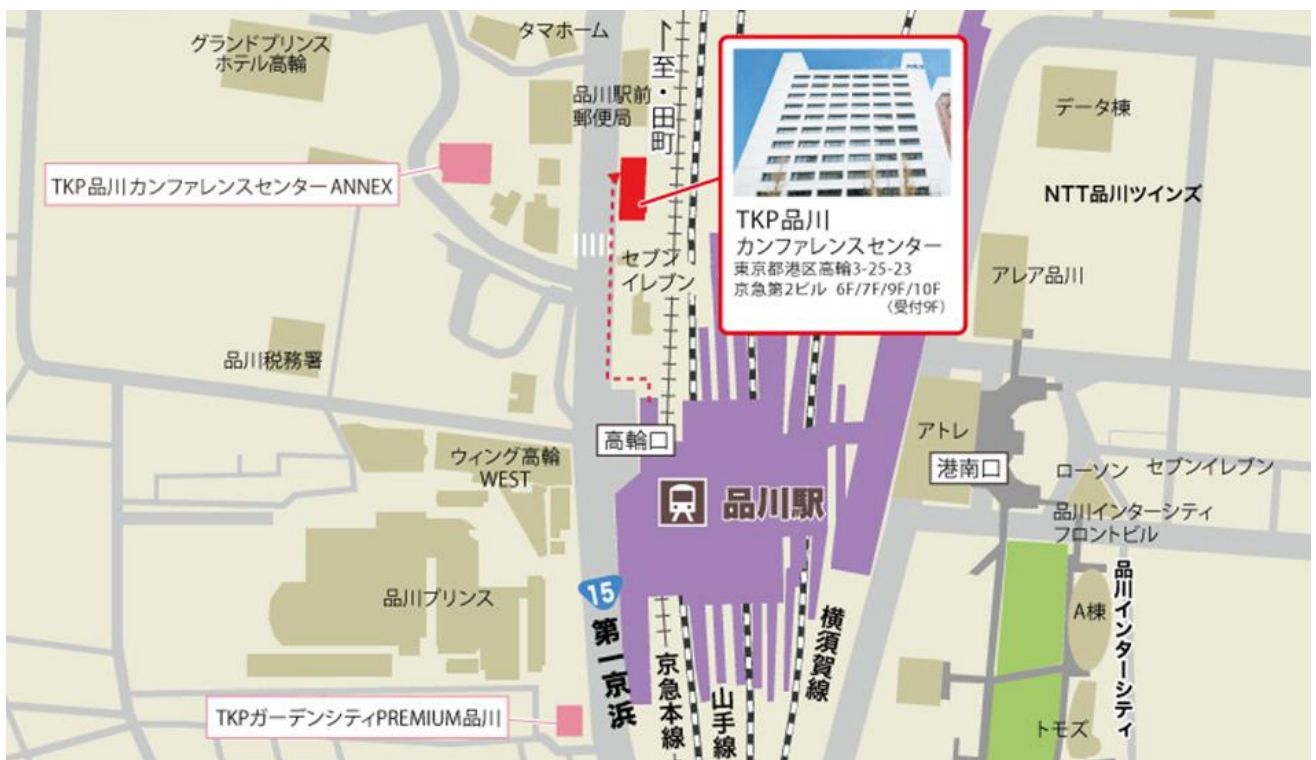 グランドプリンス
ホテル高輪
タマホーム
品川駅前
郵便局
至・田町
TKP品川カンファレンスセンターANNEX
TKP品川
カンファレンスセンター
東京都港区高輪3-25-23
京急第2ビル 6F/7F/9F/10F
（受付9F）
データ棟
NTT品川ツインズ
アレア品川
セブン
イレブン
品川税務署
高輪口
アトレ
港南口
ウィング高輪
WEST
品川駅
ローソン
セブンイレブン
品川インターシティ
フロントビル
品川プリンス
15
第一京浜
京急本線
山手線
横須賀線
A棟
品川インターシティ
トモズ
TKPガーデンシティPREMIUM品川